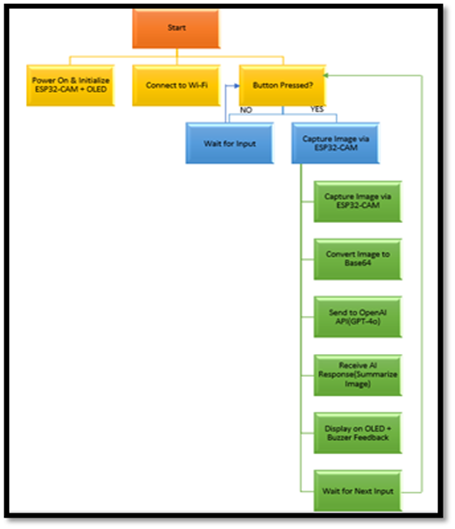 Start
Power On & Initialize
ESP32-CAM + OLED
Connect to Wi-Fi
Button Pressed?
NO
YES
Wait for Input
Capture Image via
ESP32-CAM
Capture Image via
ESP32-CAM
Convert Image to
Base64
Send to OpenAI
API(GPT-4o)
Receive AI
Response(Summarize
Image)
Display on OLED +
Buzzer Feedback
Wait for Next Input